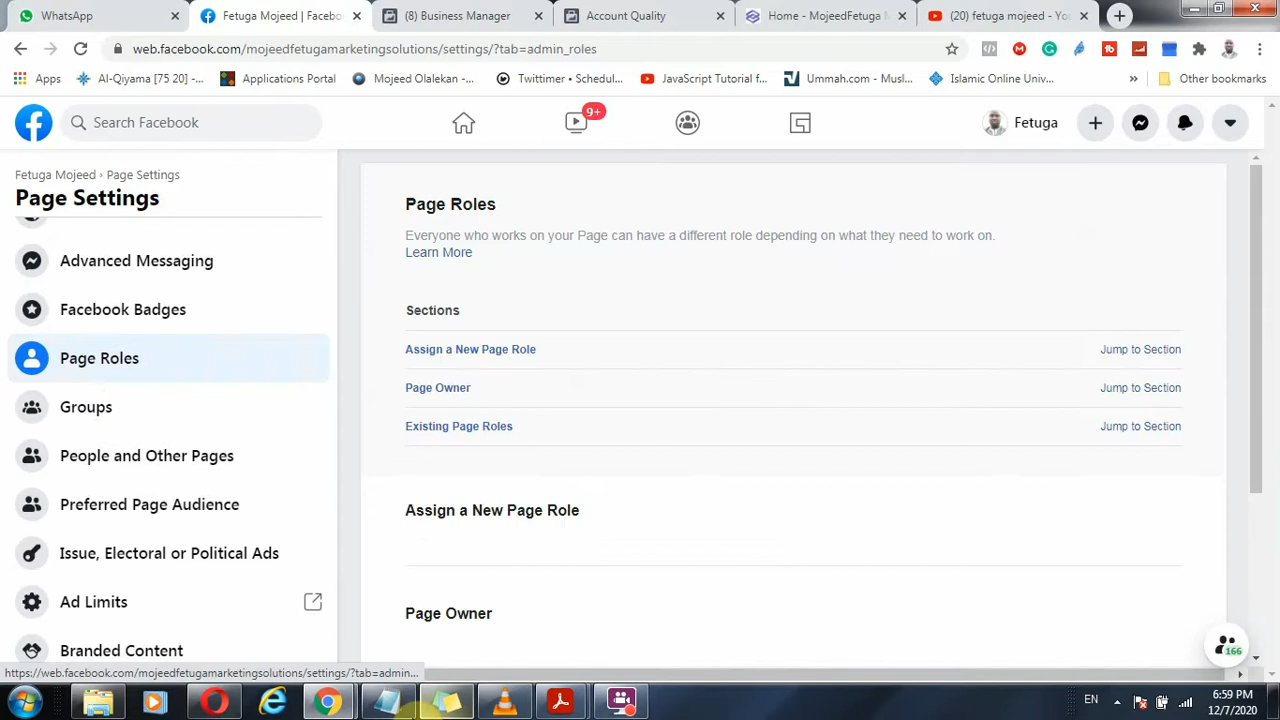 WhatsApp
Fetuga Mojeed | Facebo
(8) Business Manager
Account Quality
Home - MojeedFetuga M
(20) fetuga mojeed - Yo
web.facebook.com/mojeedfetugamarketingsolutions/settings/?tab=admin_roles
Apps
Al-Qiyama [75 20] -...
Applications Portal
Mojeed Olalekan -...
Twittimer • Schedul...
JavaScript Tutorial f...
Ummah.com - Musl...
Islamic Online Univ...
»
Other bookmarks
Search Facebook
9+
Fetuga
Fetuga Mojeed › Page Settings
Page Settings
Advanced Messaging
Facebook Badges
Page Roles
Groups
People and Other Pages
Preferred Page Audience
Issue, Electoral or Political Ads
Ad Limits
Branded Content
Page Roles
Everyone who works on your Page can have a different role depending on what they need to work on.
Learn More
Sections
Assign a New Page Role
Jump to Section
Page Owner
Jump to Section
Existing Page Roles
Jump to Section
Assign a New Page Role
Page Owner
166
https://web.facebook.com/mojeedfetugamarketingsolutions/settings/?tab=admin...
EN
6:59 PM
12/7/2020